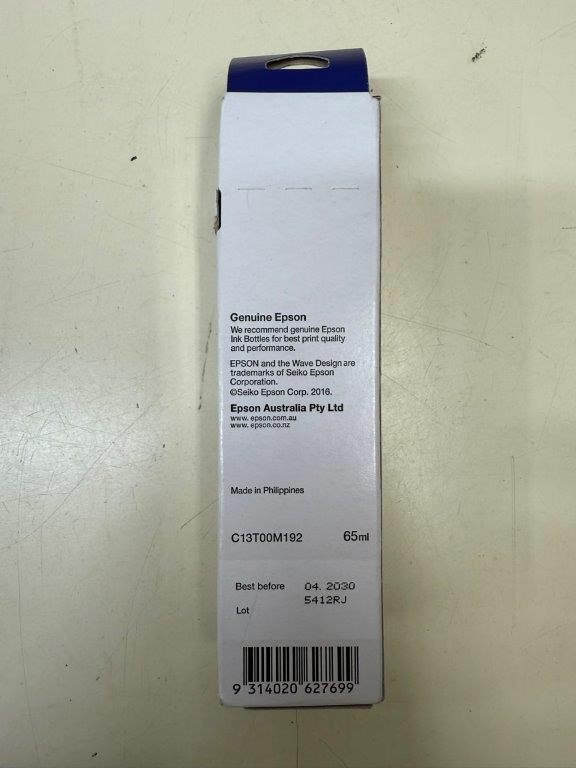 Genuine Epson
We recommend genuine Epson
Ink Bottles for best print quality
and performance.
EPSON and the Wave Design are
trademarks of Seiko Epson
Corporation.
©Seiko Epson Corp. 2016.
Epson Australia Pty Ltd
www. epson.com.au
www. epson.co.nz
Made in Philippines
C13T00M192 65ml
Best before 04. 2030
5412RJ
Lot
9 314020 627699